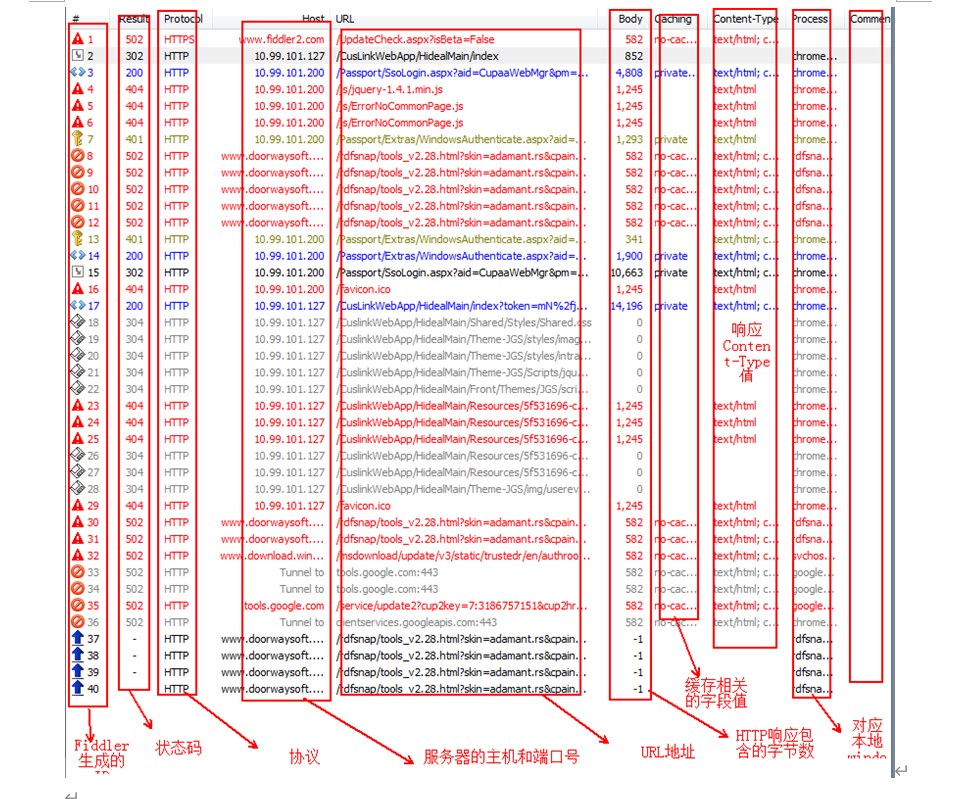 # Result Protocol Host URL Body Caching Content-Type Process Commen
1 502 HTTPS www.fiddler2.com /UpdateCheck.aspx?isBeta=False 582 no-cac... text/html; c...
2 302 HTTP 10.99.101.127 /CusLinkWebApp/HidealMain/index 852 chrome...
3 200 HTTP 10.99.101.200 /Passport/SsoLogin.aspx?aid=CupaaWebMgr&pm=... 4,808 private... text/html; c... chrome...
4 404 HTTP 10.99.101.200 /js/jquery-1.4.1.min.js 1,245 text/html chrome...
5 404 HTTP 10.99.101.200 /js/ErrorNoCommonPage.js 1,245 text/html chrome...
6 404 HTTP 10.99.101.200 /js/ErrorNoCommonPage.js 1,245 text/html chrome...
7 401 HTTP 10.99.101.200 /Passport/Extras/WindowsAuthenticate.aspx?aid=... 1,293 private text/html; c... chrome...
8 502 HTTP www.doorwaysoft.... /rdfsnap/tools_v2.28.html?skin=adamant.rs&cpain... 582 no-cac... text/html; c... rdfsna...
9 502 HTTP www.doorwaysoft.... /rdfsnap/tools_v2.28.html?skin=adamant.rs&cpain... 582 no-cac... text/html; c... rdfsna...
10 502 HTTP www.doorwaysoft.... /rdfsnap/tools_v2.28.html?skin=adamant.rs&cpain... 582 no-cac... text/html; c... rdfsna...
11 502 HTTP www.doorwaysoft.... /rdfsnap/tools_v2.28.html?skin=adamant.rs&cpain... 582 no-cac... text/html; c... rdfsna...
12 502 HTTP www.doorwaysoft.... /rdfsnap/tools_v2.28.html?skin=adamant.rs&cpain... 582 no-cac... text/html; c... rdfsna...
13 401 HTTP 10.99.101.200 /Passport/Extras/WindowsAuthenticate.aspx?aid=... 341 text/html; c... chrome...
14 200 HTTP 10.99.101.200 /Passport/Extras/WindowsAuthenticate.aspx?aid=... 1,900 private text/html; c... chrome...
15 302 HTTP 10.99.101.200 /Passport/SsoLogin.aspx?aid=CupaaWebMgr&pm=... 10,663 private text/html; c... chrome...
16 404 HTTP 10.99.101.200 /favicon.ico 1,245 text/html chrome...
17 200 HTTP 10.99.101.127 /CusLinkWebApp/HidealMain/index?token=mN%2fj... 14,196 private text/html; c... chrome...
18 304 HTTP 10.99.101.127 /CuslinkWebApp/HidealMain/Shared/Styles/Shared.css 0 chrome...
19 304 HTTP 10.99.101.127 /CuslinkWebApp/HidealMain/Theme-JGS/styles/imag... 0 chrome...
20 304 HTTP 10.99.101.127 /CuslinkWebApp/HidealMain/Theme-JGS/styles/intra... 0 chrome...
21 304 HTTP 10.99.101.127 /CuslinkWebApp/HidealMain/Theme-JGS/Scripts/jqu... 0 chrome...
22 304 HTTP 10.99.101.127 /CuslinkWebApp/HidealMain/Front/Themes/JGS/scri... 0 chrome...
响应
Conten
t-Type
值
23 404 HTTP 10.99.101.127 /CuslinkWebApp/HidealMain/Resources/5f531696-c... 1,245 text/html chrome...
24 404 HTTP 10.99.101.127 /CuslinkWebApp/HidealMain/Resources/5f531696-c... 1,245 text/html chrome...
25 404 HTTP 10.99.101.127 /CuslinkWebApp/HidealMain/Resources/5f531696-c... 1,245 text/html chrome...
26 304 HTTP 10.99.101.127 /CuslinkWebApp/HidealMain/Resources/5f531696-c... 0 chrome...
27 304 HTTP 10.99.101.127 /CuslinkWebApp/HidealMain/Resources/5f531696-c... 0 chrome...
28 304 HTTP 10.99.101.127 /CuslinkWebApp/HidealMain/Theme-JGS/img/userev... 0 chrome...
29 404 HTTP 10.99.101.127 /favicon.ico 1,245 text/html chrome...
30 502 HTTP www.doorwaysoft.... /rdfsnap/tools_v2.28.html?skin=adamant.rs&cpain... 582 no-cac... text/html; c... rdfsna...
31 502 HTTP www.doorwaysoft.... /rdfsnap/tools_v2.28.html?skin=adamant.rs&cpain... 582 no-cac... text/html; c... rdfsna...
32 502 HTTP www.download.win... /msdownload/update/v3/static/trustedr/en/authroo... 582 no-cac... text/html; c... svchos...
33 502 HTTP Tunnel to tools.google.com:443 582 no-cac... text/html; c... google...
34 502 HTTP Tunnel to tools.google.com:443 582 no-cac... text/html; c... google...
35 502 HTTP tools.google.com /service/update2?cup2key=7:3186757151&cup2hr... 582 no-cac... text/html; c... google...
36 502 HTTP Tunnel to clientservices.googleapis.com:443 582 no-cac... text/html; c... chrome...
37 - HTTP www.doorwaysoft.... /rdfsnap/tools_v2.28.html?skin=adamant.rs&cpain... -1 rdfsna...
38 - HTTP www.doorwaysoft.... /rdfsnap/tools_v2.28.html?skin=adamant.rs&cpain... -1 rdfsna...
39 - HTTP www.doorwaysoft.... /rdfsnap/tools_v2.28.html?skin=adamant.rs&cpain... -1 rdfsna...
40 - HTTP www.doorwaysoft.... /rdfsnap/tools_v2.28.html?skin=adamant.rs&cpain... -1 rdfsna...
缓存相关
的字段值
Fiddler
生成的
状态码
协议
服务器的主机和端口号
URL地址
HTTP响应包
含的字节数
对应
本地